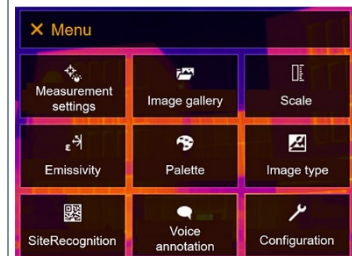 × Menu
Measurement
settings
Image gallery
Scale
ε
Emissivity
Palette
Image type
SiteRecognition
Voice
annotation
Configuration